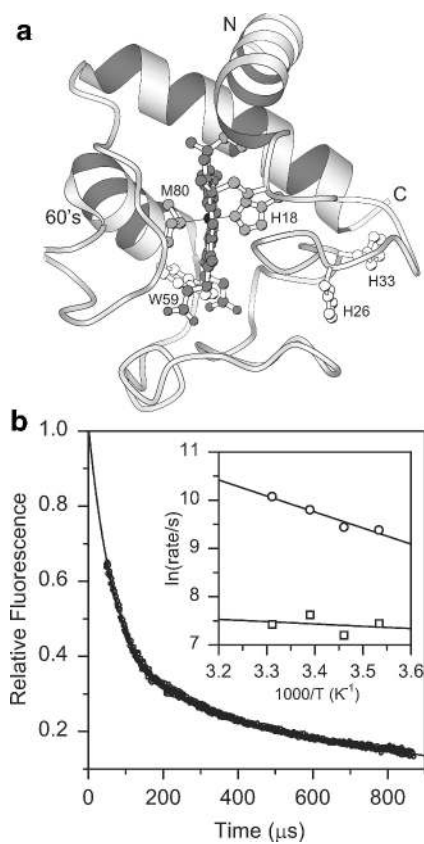 a
N
M80
60's
H18
C
W59
H33
H26
b
Relative Fluorescence
1.0
0.8
0.6
0.4
0.2
0
200
400
600
800
Time (μs)
ln(rate/s)
11
10
9
8
7
3.2
3.3
3.4
3.5
3.6
1000/T (K⁻¹)